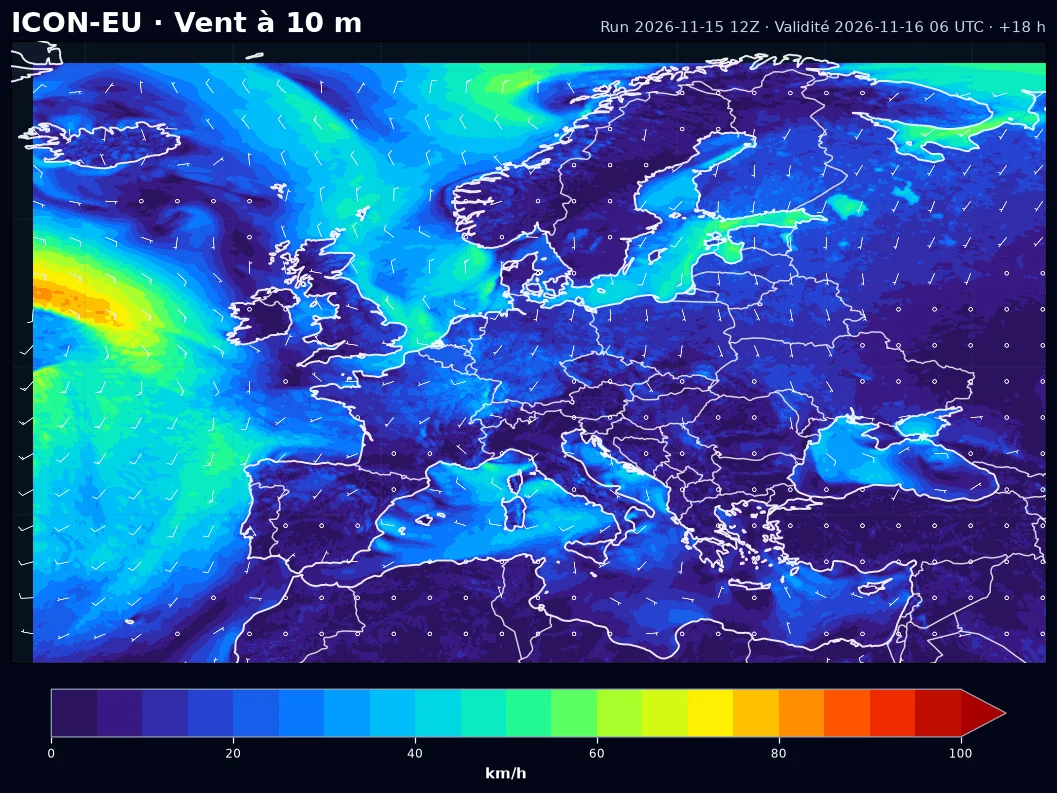 ICON-EU · Vent à 10 m
Run 2026-11-15 12Z · Validité 2026-11-16 06 UTC · +18 h
0 20 40 60 80 100
km/h